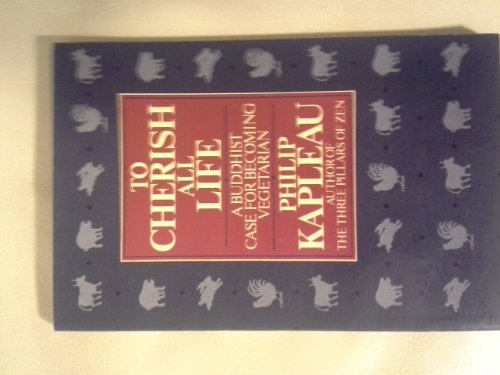 TO
CHERISH
ALL
LIFE
A BUDDHIST
CASE FOR BECOMING
VEGETARIAN
PHILIP
KAPLEAU
AUTHOR OF
THE THREE PILLARS OF ZEN